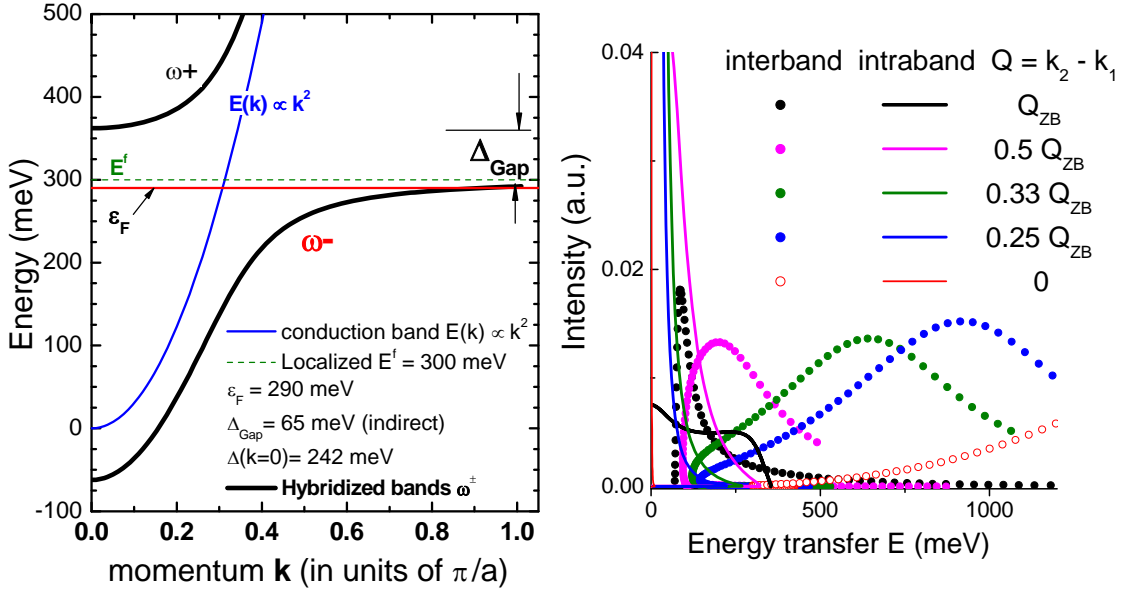 500
400
300
200
100
0
-100
Energy (meV)
0.0 0.2 0.4 0.6 0.8 1.0
momentum k (in units of π/a)
ω+
E(k) ∝ k²
E^f
Δ_Gap
ε_F
ω-
conduction band E(k) ∝ k²
Localized E^f = 300 meV
ε_F = 290 meV
Δ_Gap = 65 meV (indirect)
Δ(k=0) = 242 meV
Hybridized bands ω^±
0.04
0.02
0.00
Intensity (a.u.)
0 500 1000
Energy transfer E (meV)
interband intraband Q = k_2 - k_1
Q_ZB
0.5 Q_ZB
0.33 Q_ZB
0.25 Q_ZB
0